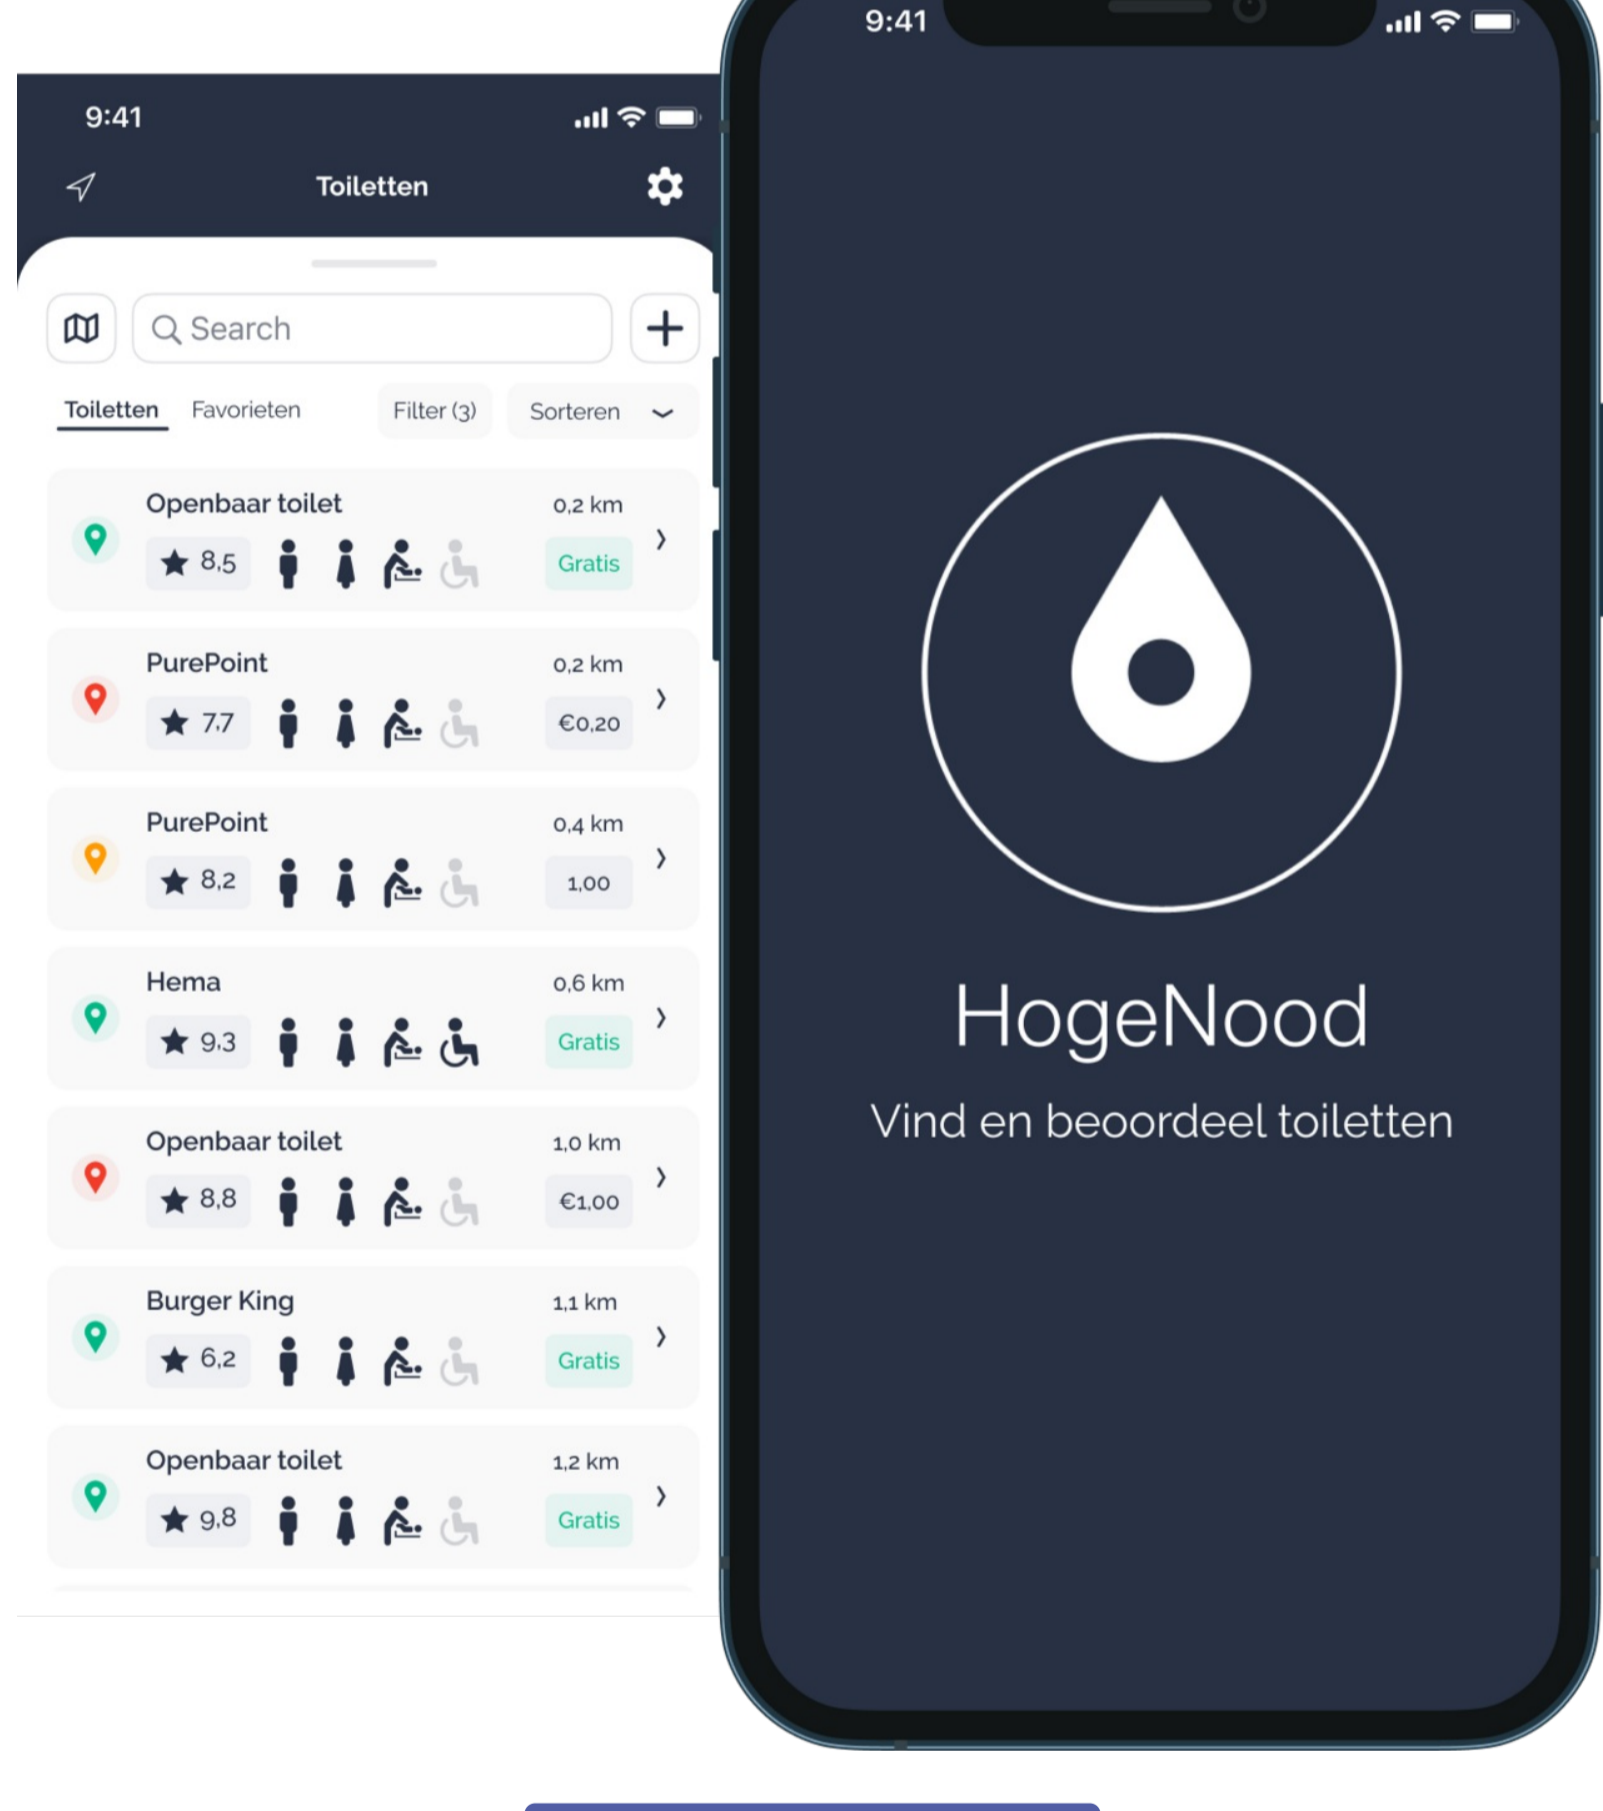 9:41
Toiletten
Search
Toiletten Favorieten Filter (3) Sorteren
Openbaar toilet 0,2 km
8,5 Gratis
PurePoint 0,2 km
7,7 €0,20
PurePoint 0,4 km
8,2 1,00
Hema 0,6 km
9,3 Gratis
Openbaar toilet 1,0 km
8,8 €1,00
Burger King 1,1 km
6,2 Gratis
Openbaar toilet 1,2 km
9,8 Gratis
9:41
HogeNood
Vind en beoordeel toiletten